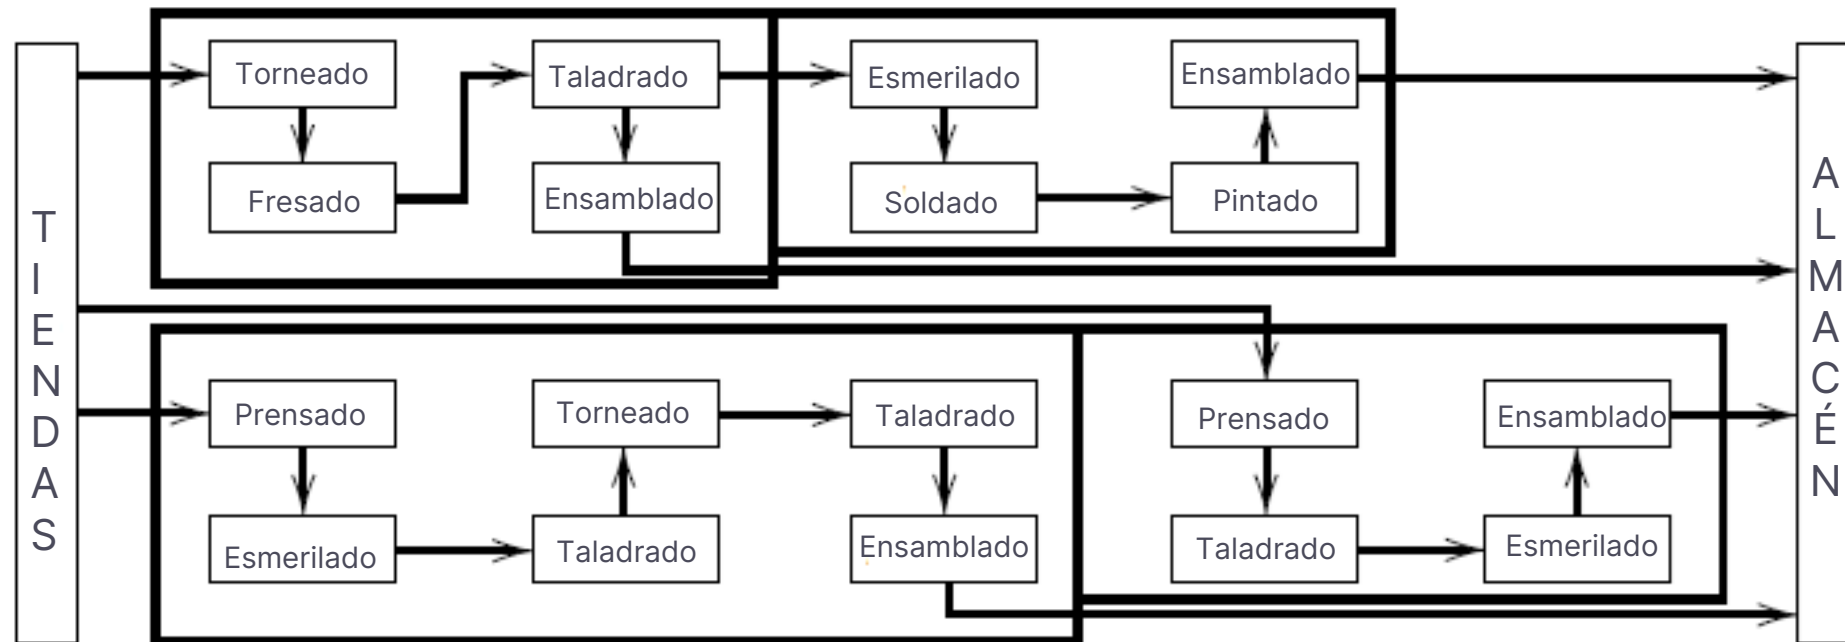 TIENDAS
Torneado
Fresado
Taladrado
Ensamblado
Esmerilado
Soldado
Ensamblado
Pintado
Prensado
Esmerilado
Torneado
Taladrado
Taladrado
Ensamblado
Prensado
Taladrado
Ensamblado
Esmerilado
ALMACÉN